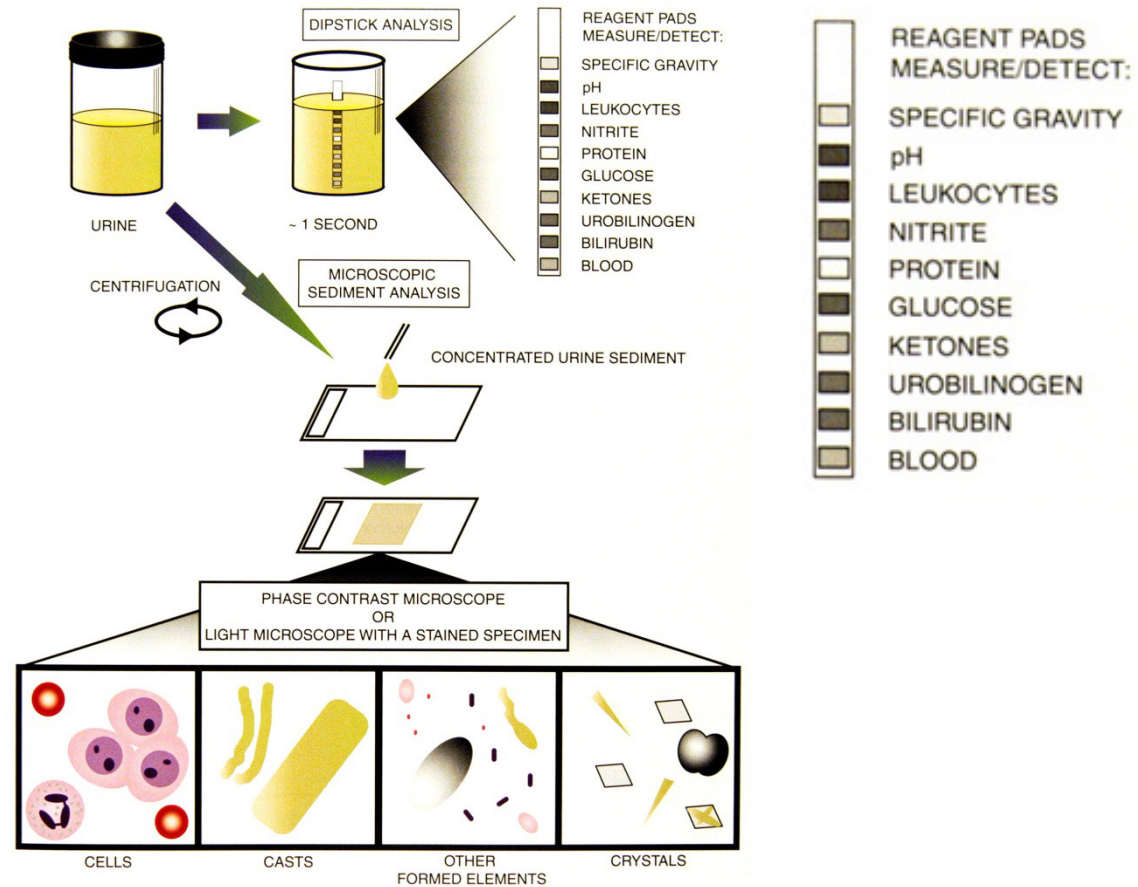 DIPSTICK ANALYSIS
REAGENT PADS
MEASURE/DETECT:
SPECIFIC GRAVITY
pH
LEUKOCYTES
NITRITE
PROTEIN
GLUCOSE
KETONES
UROBILINOGEN
BILIRUBIN
BLOOD
URINE
~ 1 SECOND
CENTRIFUGATION
MICROSCOPIC
SEDIMENT ANALYSIS
CONCENTRATED URINE SEDIMENT
PHASE CONTRAST MICROSCOPE
OR
LIGHT MICROSCOPE WITH A STAINED SPECIMEN
CELLS
CASTS
OTHER
FORMED ELEMENTS
CRYSTALS
REAGENT PADS
MEASURE/DETECT:
SPECIFIC GRAVITY
pH
LEUKOCYTES
NITRITE
PROTEIN
GLUCOSE
KETONES
UROBILINOGEN
BILIRUBIN
BLOOD